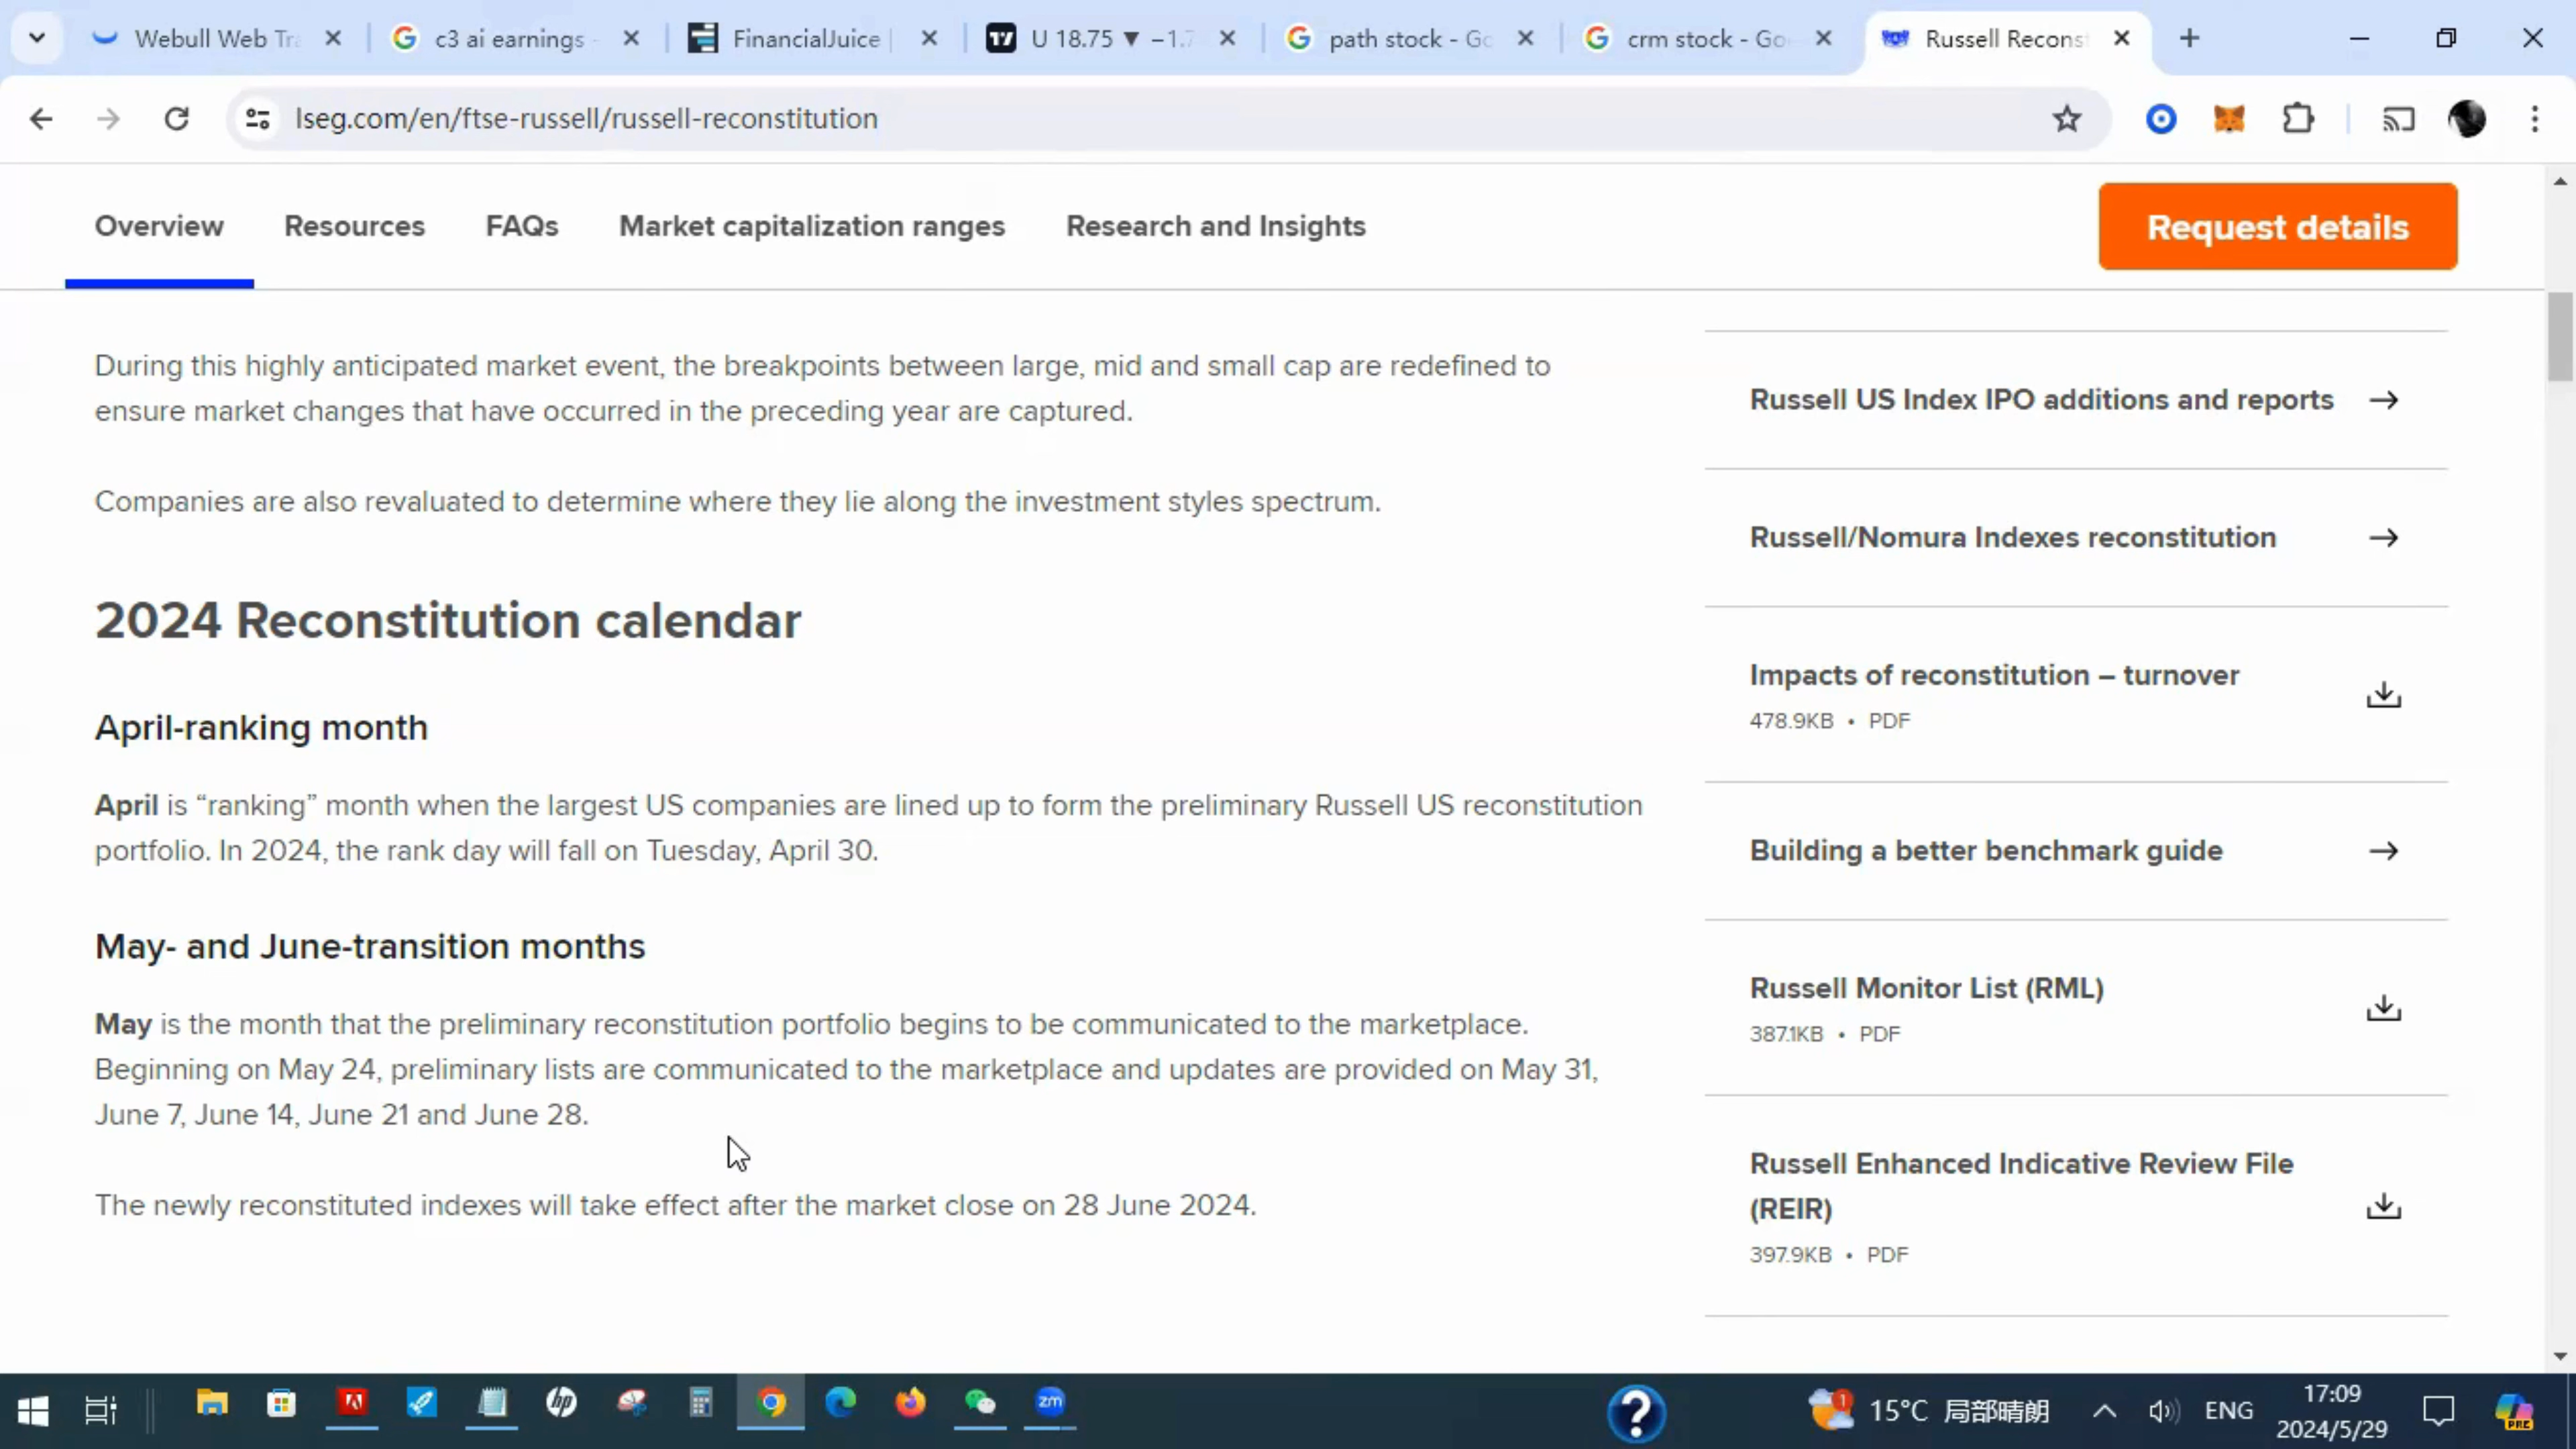 Webull Web Tra
c3 ai earnings -
FinancialJuice |
U 18.75 ▼ −1.7
path stock - Go
crm stock - Go
Russell Reconst
lseg.com/en/ftse-russell/russell-reconstitution
Overview
Resources
FAQs
Market capitalization ranges
Research and Insights
Request details
During this highly anticipated market event, the breakpoints between large, mid and small cap are redefined to
ensure market changes that have occurred in the preceding year are captured.
Companies are also revaluated to determine where they lie along the investment styles spectrum.
2024 Reconstitution calendar
April-ranking month
April is “ranking” month when the largest US companies are lined up to form the preliminary Russell US reconstitution
portfolio. In 2024, the rank day will fall on Tuesday, April 30.
May- and June-transition months
May is the month that the preliminary reconstitution portfolio begins to be communicated to the marketplace.
Beginning on May 24, preliminary lists are communicated to the marketplace and updates are provided on May 31,
June 7, June 14, June 21 and June 28.
The newly reconstituted indexes will take effect after the market close on 28 June 2024.
Russell US Index IPO additions and reports
Russell/Nomura Indexes reconstitution
Impacts of reconstitution – turnover
478.9KB • PDF
Building a better benchmark guide
Russell Monitor List (RML)
387.1KB • PDF
Russell Enhanced Indicative Review File
(REIR)
397.9KB • PDF
hp
zm
?
1
15°C 局部晴朗
ENG
17:09
2024/5/29
PRE